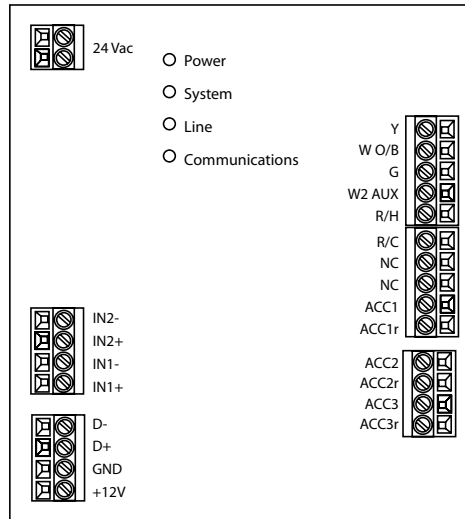 24 Vac
Power
System
Line
Communications
Y
W O/B
G
W2 AUX
R/H
R/C
NC
NC
ACC1
ACC1r
ACC2
ACC2r
ACC3
ACC3r
IN2-
IN2+
IN1-
IN1+
D-
D+
GND
+12V